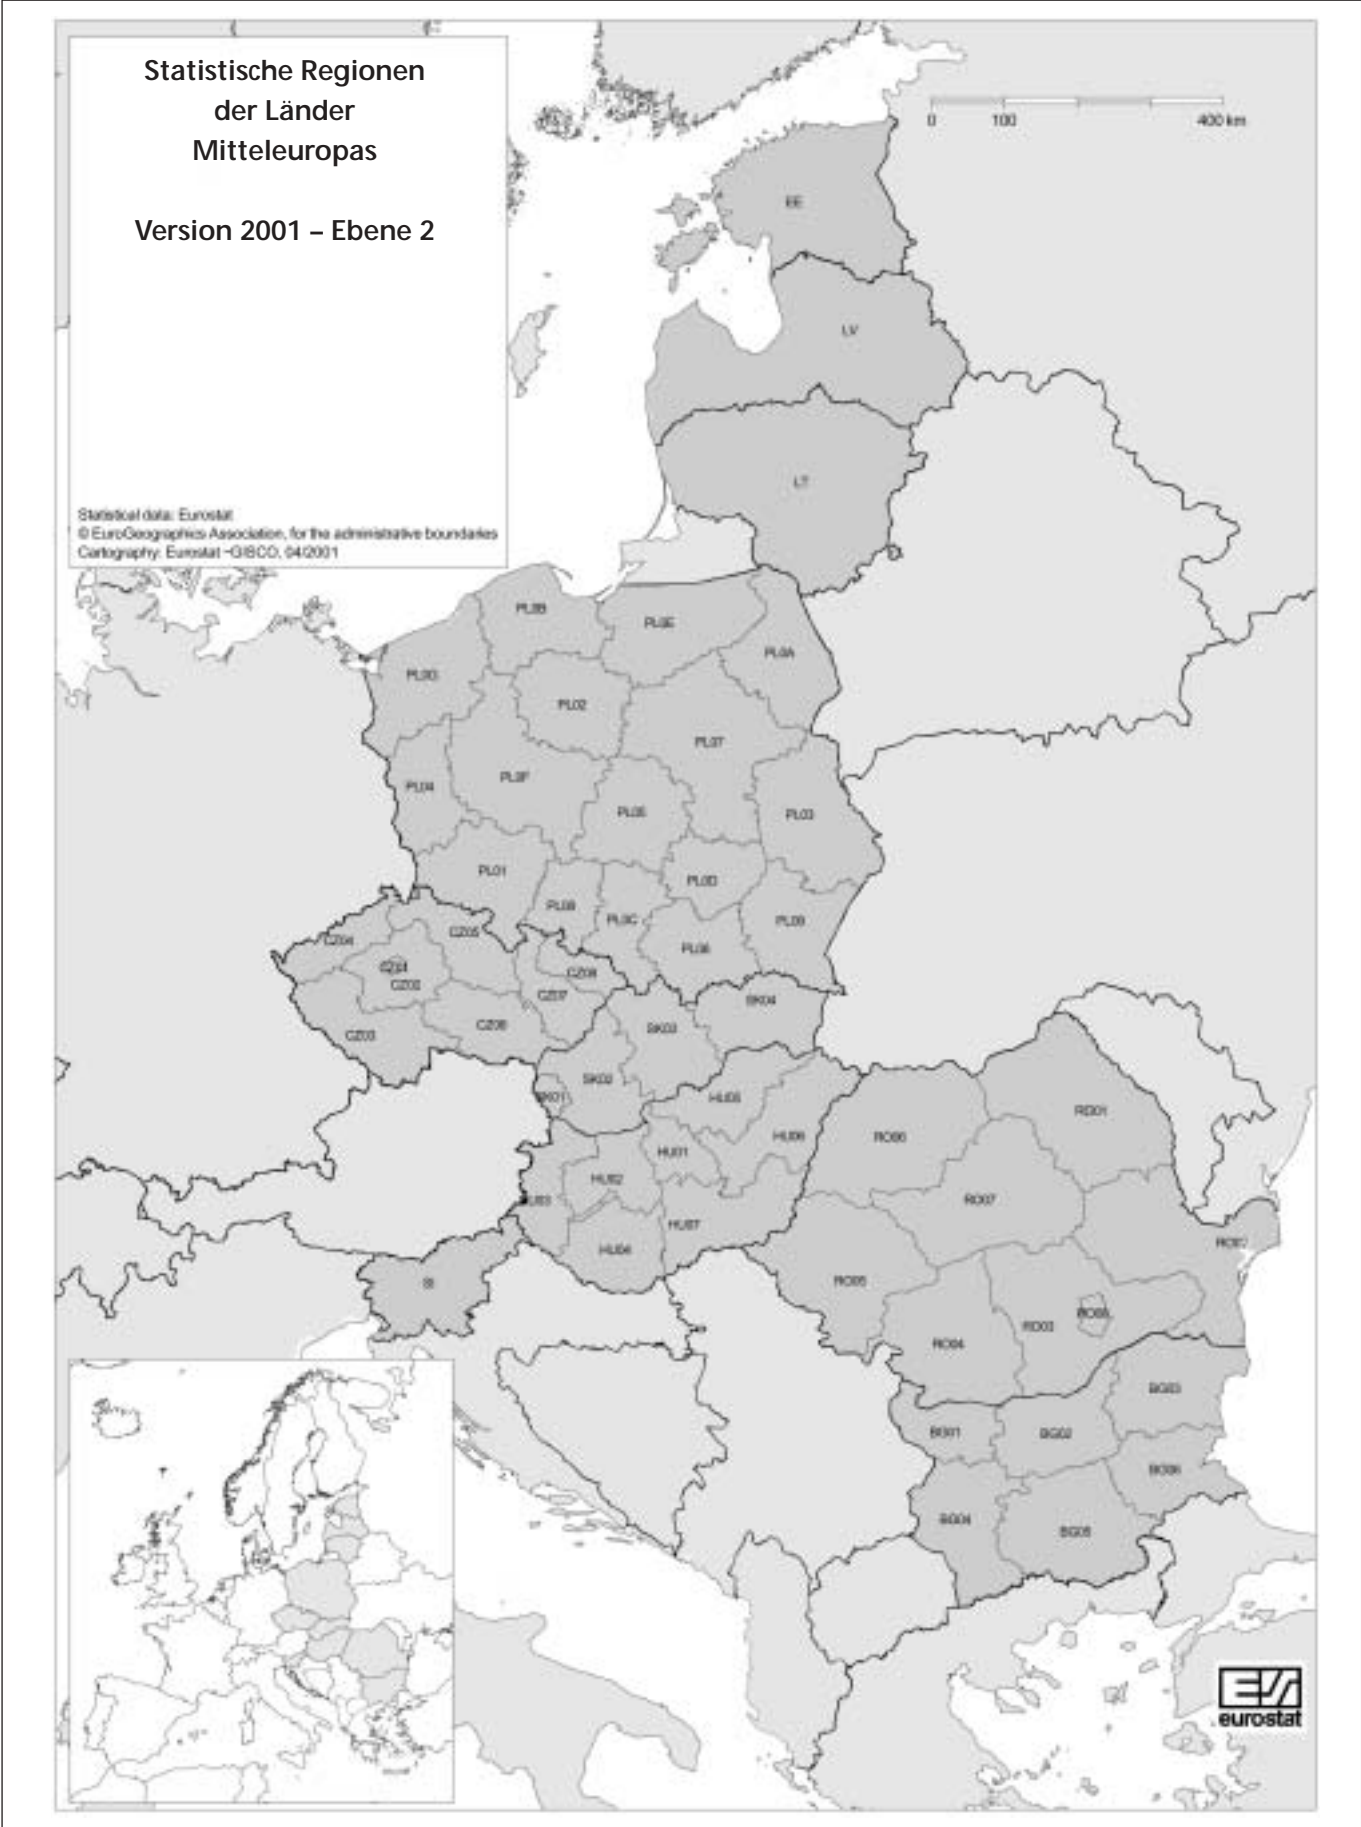 Statistische Regionen
der Länder
Mitteleuropas
Version 2001 – Ebene 2
Statistical data: Eurostat
© EuroGeographics Association, for the administrative boundaries
Cartography: Eurostat -GISCO, 04/2001
0 100 400 km
EE
LV
LT
PL0B
PL0E
PL0A
PL0G
PL02
PL07
PL0F
PL04
PL05
PL03
PL01
PL0D
PL08
PL0C
PL09
PL06
CZ04
CZ05
CZ01
CZ02
CZ08
CZ07
CZ03
CZ06
SK04
SK03
SK02
SK01
HU05
HU06
HU01
HU02
HU03
HU07
HU04
SI
RO01
RO06
RO07
RO05
RO08
RO03
RO04
BG03
BG01
BG02
BG06
BG04
BG05
eurostat